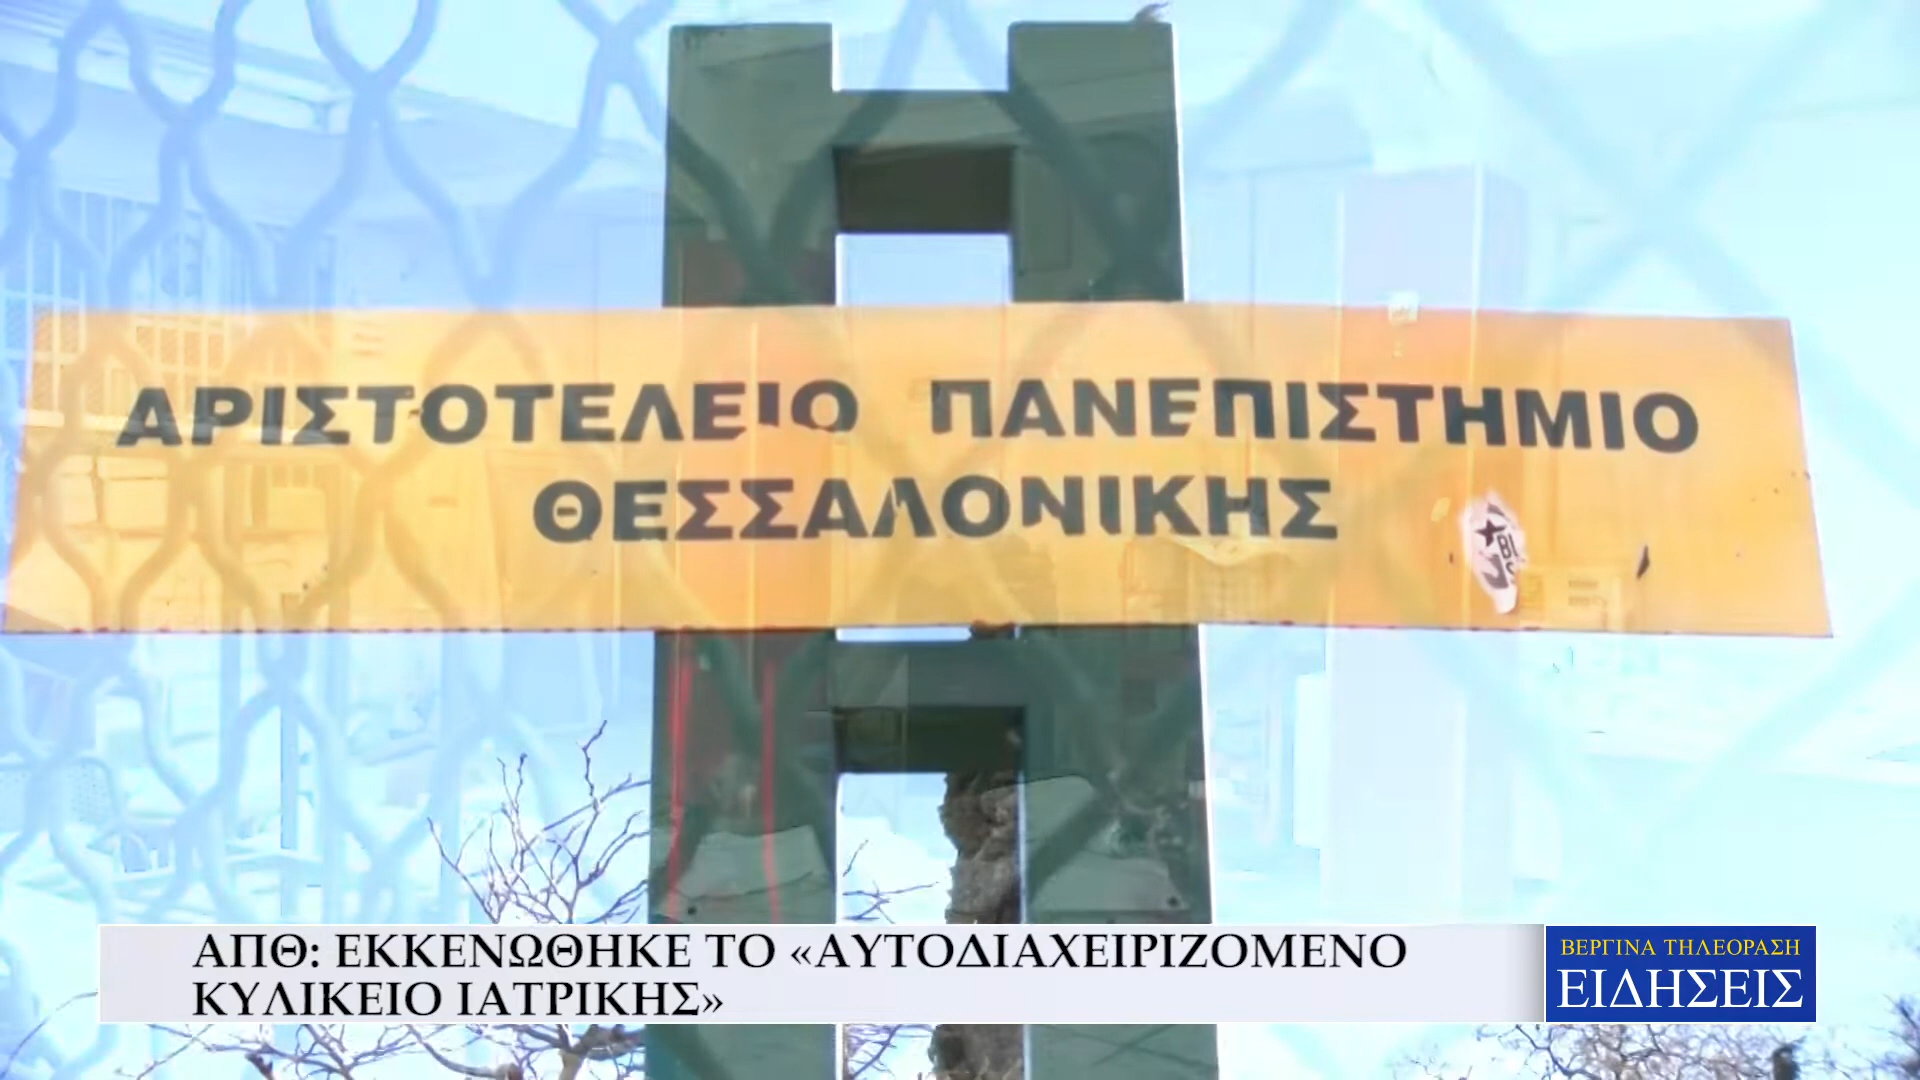 ΑΡΙΣΤΟΤΕΛΕΙΟ ΠΑΝΕΠΙΣΤΗΜΙΟ
ΘΕΣΣΑΛΟΝΙΚΗΣ
ΑΠΘ: ΕΚΚΕΝΩΘΗΚΕ ΤΟ «ΑΥΤΟΔΙΑΧΕΙΡΙΖΟΜΕΝΟ
ΚΥΛΙΚΕΙΟ ΙΑΤΡΙΚΗΣ»
ΒΕΡΓΙΝΑ ΤΗΛΕΟΡΑΣΗ
ΕΙΔΗΣΕΙΣ